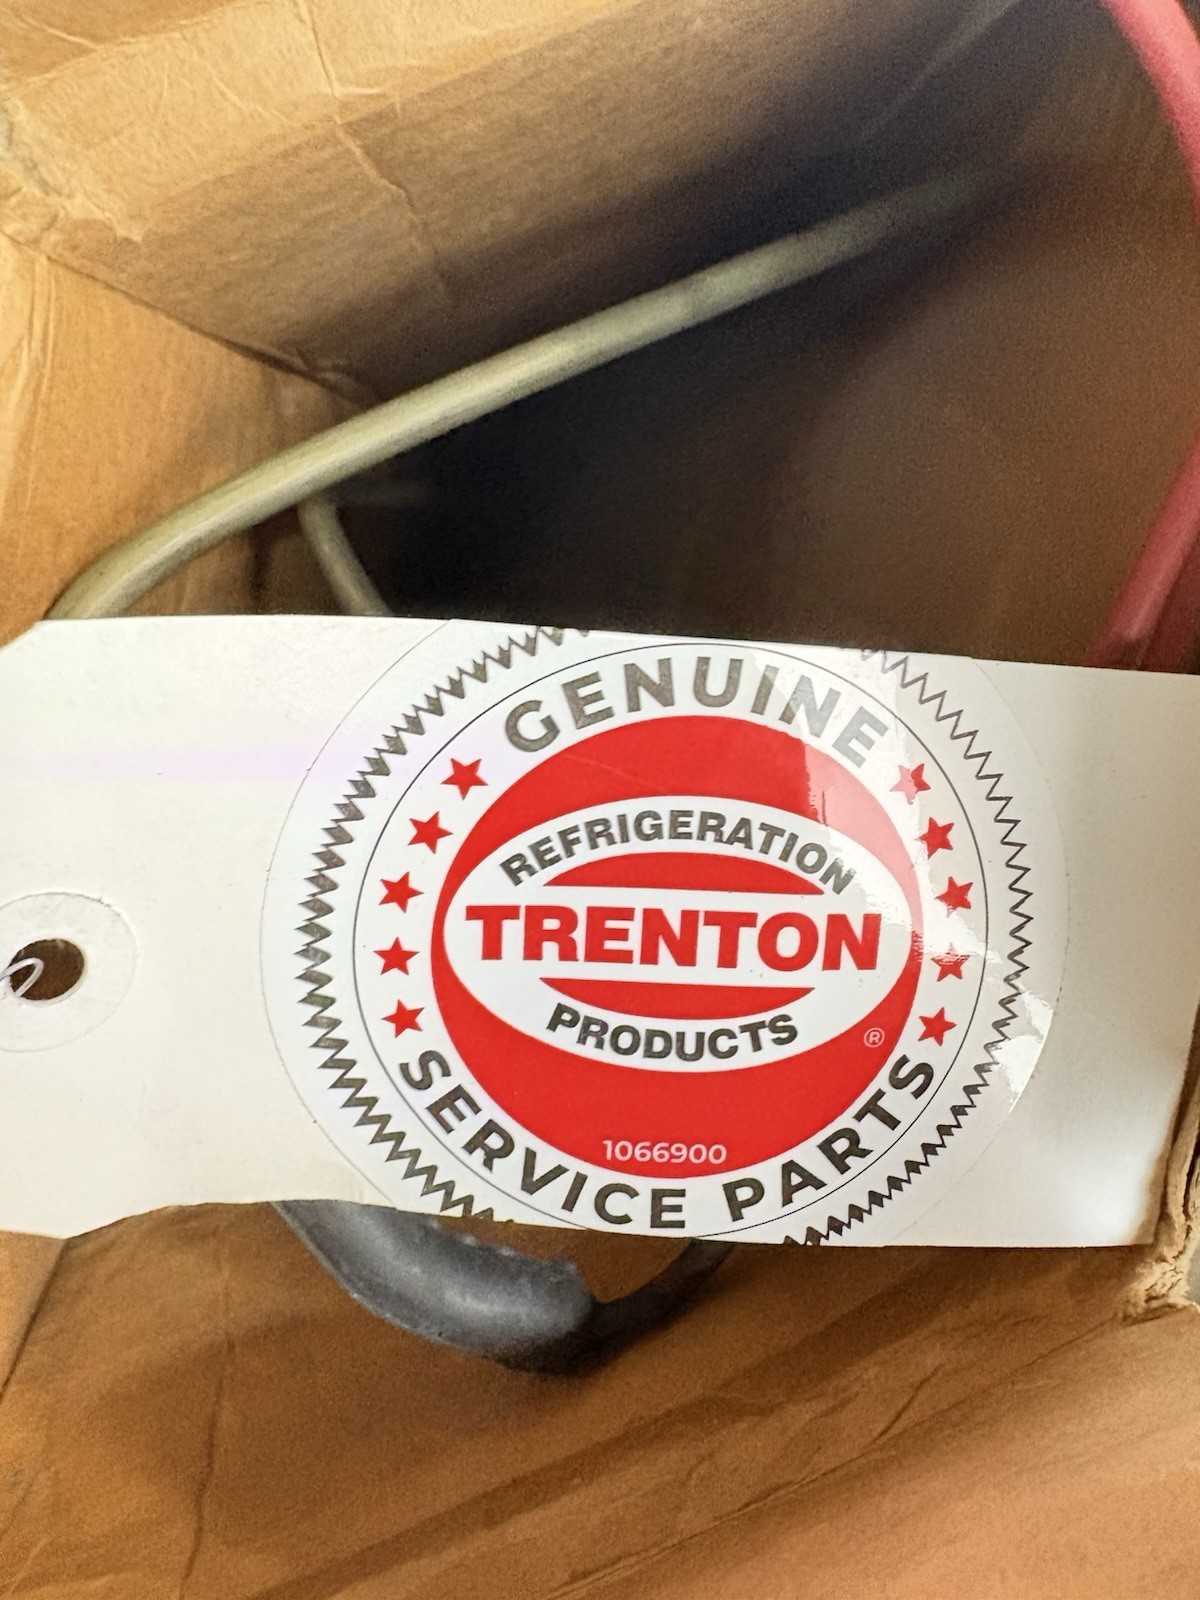 GENUINE
REFRIGERATION
TRENTON
PRODUCTS
®
1066900
SERVICE PARTS